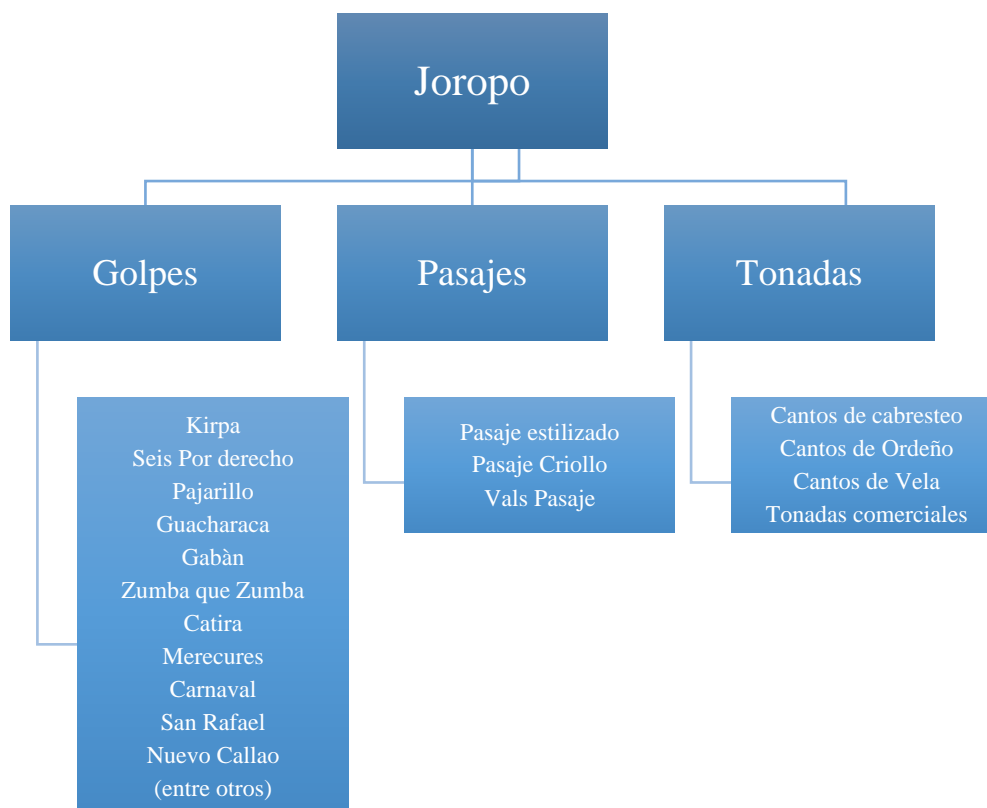 Joropo
Golpes
Pasajes
Tonadas
Kirpa
Seis Por derecho
Pajarillo
Guacharaca
Gabàn
Zumba que Zumba
Catira
Merecures
Carnaval
San Rafael
Nuevo Callao
(entre otros)
Pasaje estilizado
Pasaje Criollo
Vals Pasaje
Cantos de cabresteo
Cantos de Ordeño
Cantos de Vela
Tonadas comerciales